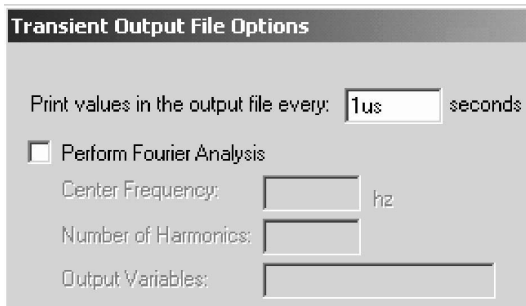 Transient Output File Options
Print values in the output file every: 1us seconds
Perform Fourier Analysis
Center Frequency: hz
Number of Harmonics:
Output Variables: